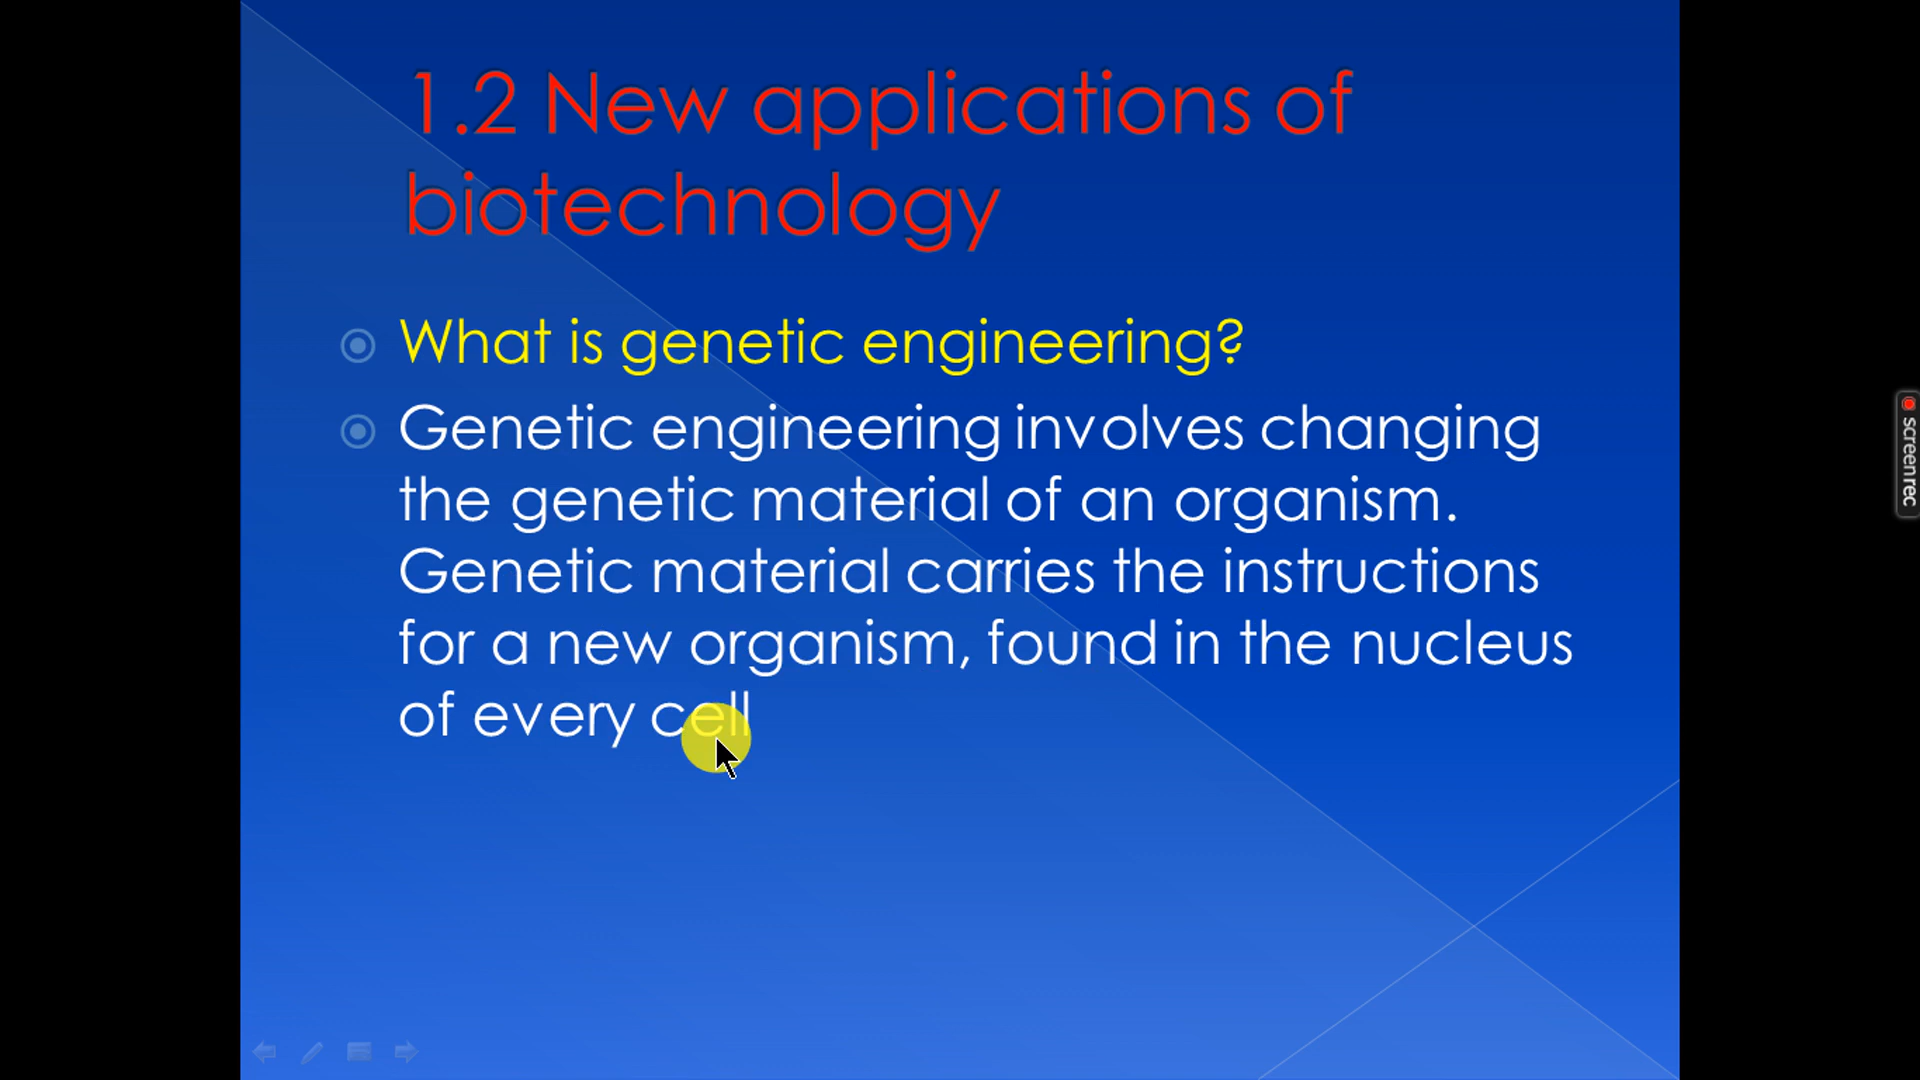 1.2 New applications of
biotechnology
What is genetic engineering?
Genetic engineering involves changing
the genetic material of an organism.
Genetic material carries the instructions
for a new organism, found in the nucleus
of every cell
screenrec